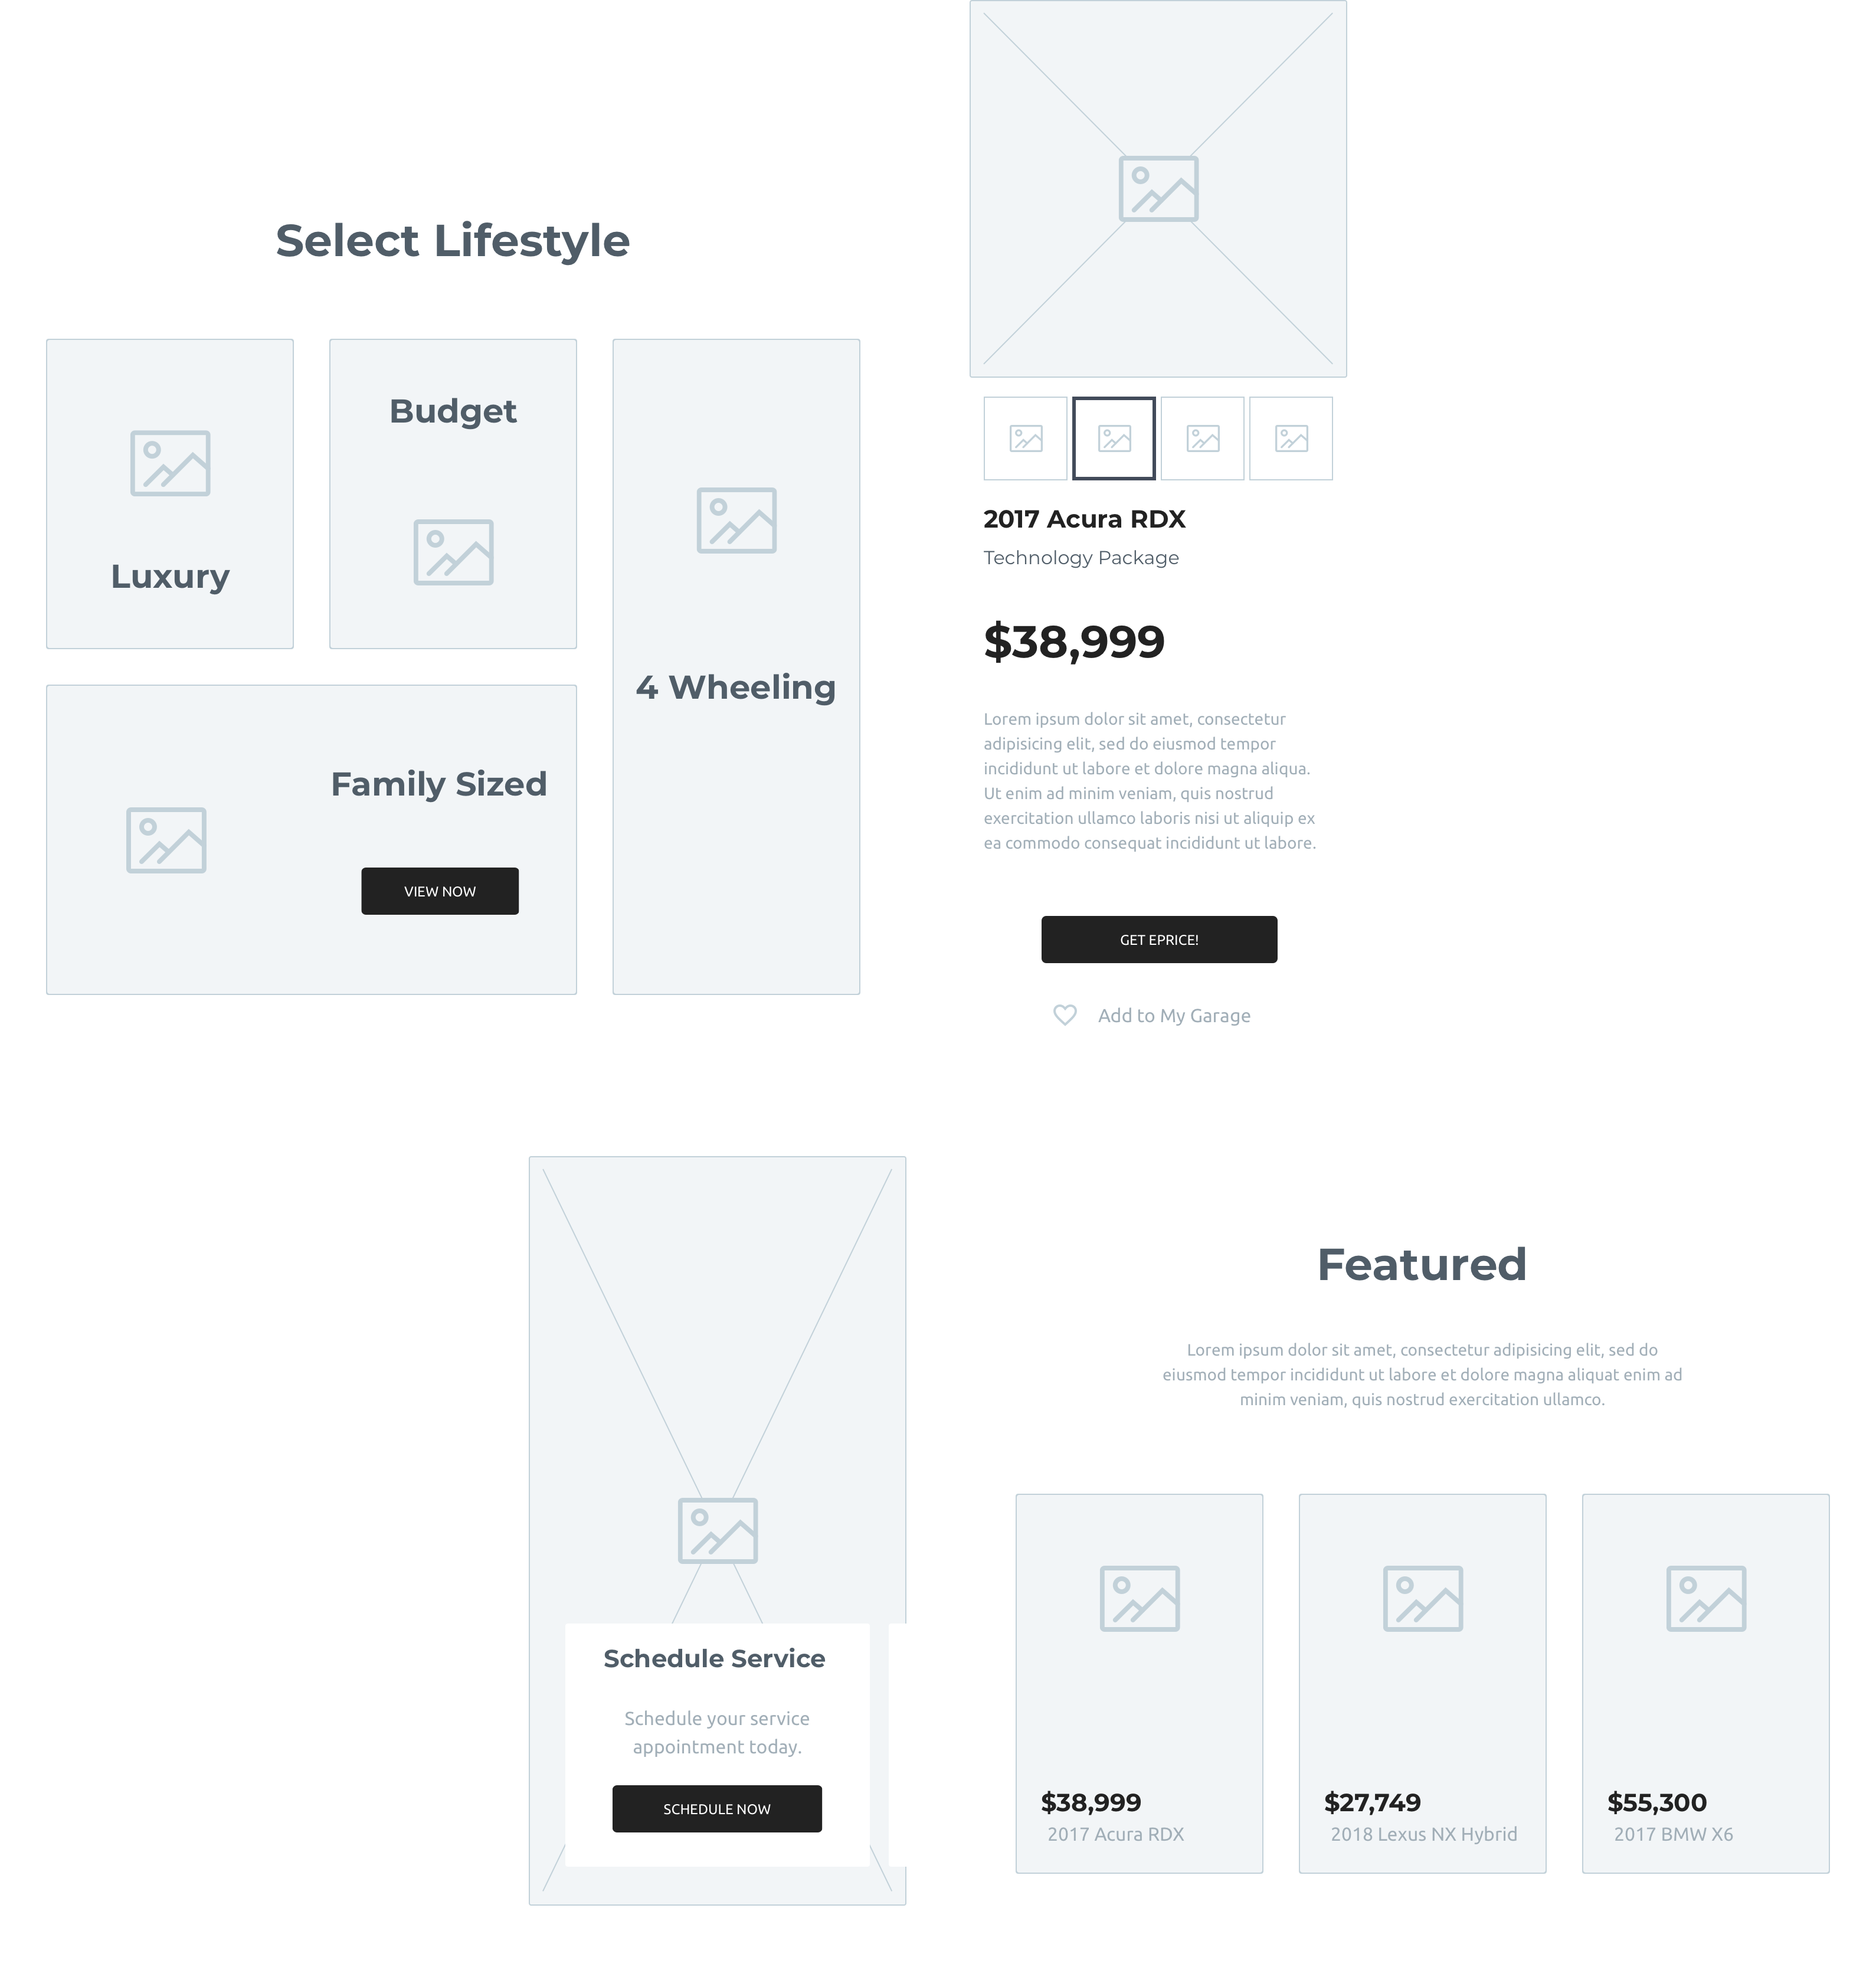 Select Lifestyle
Luxury
Budget
4 Wheeling
Family Sized
VIEW NOW
2017 Acura RDX
Technology Package
$38,999
Lorem ipsum dolor sit amet, consectetur
adipisicing elit, sed do eiusmod tempor
incididunt ut labore et dolore magna aliqua.
Ut enim ad minim veniam, quis nostrud
exercitation ullamco laboris nisi ut aliquip ex
ea commodo consequat incididunt ut labore.
GET EPRICE!
Add to My Garage
Schedule Service
Schedule your service
appointment today.
SCHEDULE NOW
Featured
Lorem ipsum dolor sit amet, consectetur adipisicing elit, sed do
eiusmod tempor incididunt ut labore et dolore magna aliquat enim ad
minim veniam, quis nostrud exercitation ullamco.
$38,999
2017 Acura RDX
$27,749
2018 Lexus NX Hybrid
$55,300
2017 BMW X6